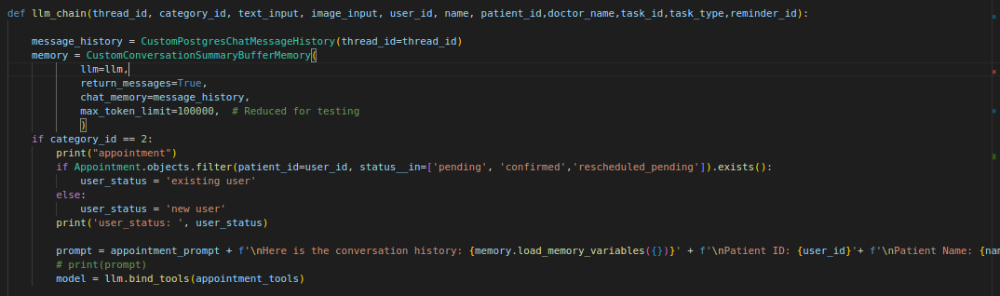 def llm_chain(thread_id, category_id, text_input, image_input, user_id, name, patient_id,doctor_name,task_id,task_type,reminder_id):
message_history = CustomPostgresChatMessageHistory(thread_id=thread_id)
memory = CustomConversationSummaryBufferMemory(
llm=llm,
return_messages=True,
chat_memory=message_history,
max_token_limit=100000,  # Reduced for testing
)
if category_id == 2:
print("appointment")
if Appointment.objects.filter(patient_id=user_id, status__in=['pending', 'confirmed','rescheduled_pending']).exists():
user_status = 'existing user'
else:
user_status = 'new user'
print('user_status: ', user_status)
prompt = appointment_prompt + f'\nHere is the conversation history: {memory.load_memory_variables({})}' + f'\nPatient ID: {user_id}'+ f'\nPatient Name: {nam
# print(prompt)
model = llm.bind_tools(appointment_tools)